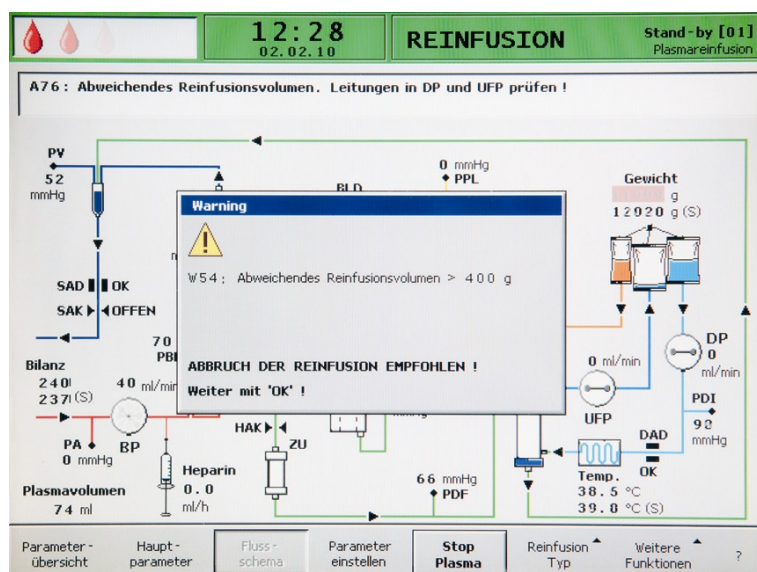 12:28
02.02.10
REINFUSION
Stand-by [01]
Plasmareinfusion
A76: Abweichendes Reinfusionsvolumen. Leitungen in DP und UFP prüfen !
PV
52
mmHg
0 mmHg
PPL
BLD
Gewicht
g
12920 g (S)
Warning
W54: Abweichendes Reinfusionsvolumen > 400 g
ABBRUCH DER REINFUSION EMPFOHLEN !
Weiter mit 'OK' !
SAD OK
SAK OFFEN
70
Bilanz
240
237 (S)
40 ml/min
PA
0 mmHg
BP
HAK
ZU
Heparin
0.0
ml/h
Plasmavolumen
74 ml
66 mmHg
PDF
0 ml/min
UFP
DP
0
ml/min
PDI
92
mmHg
DAD
OK
Temp.
38.5 °C
39.0 °C (S)
Parameter-
übersicht
Haupt-
parameter
Fluss-
schema
Parameter
einstellen
Stop
Plasma
Reinfusion
Typ
Weitere
Funktionen
?